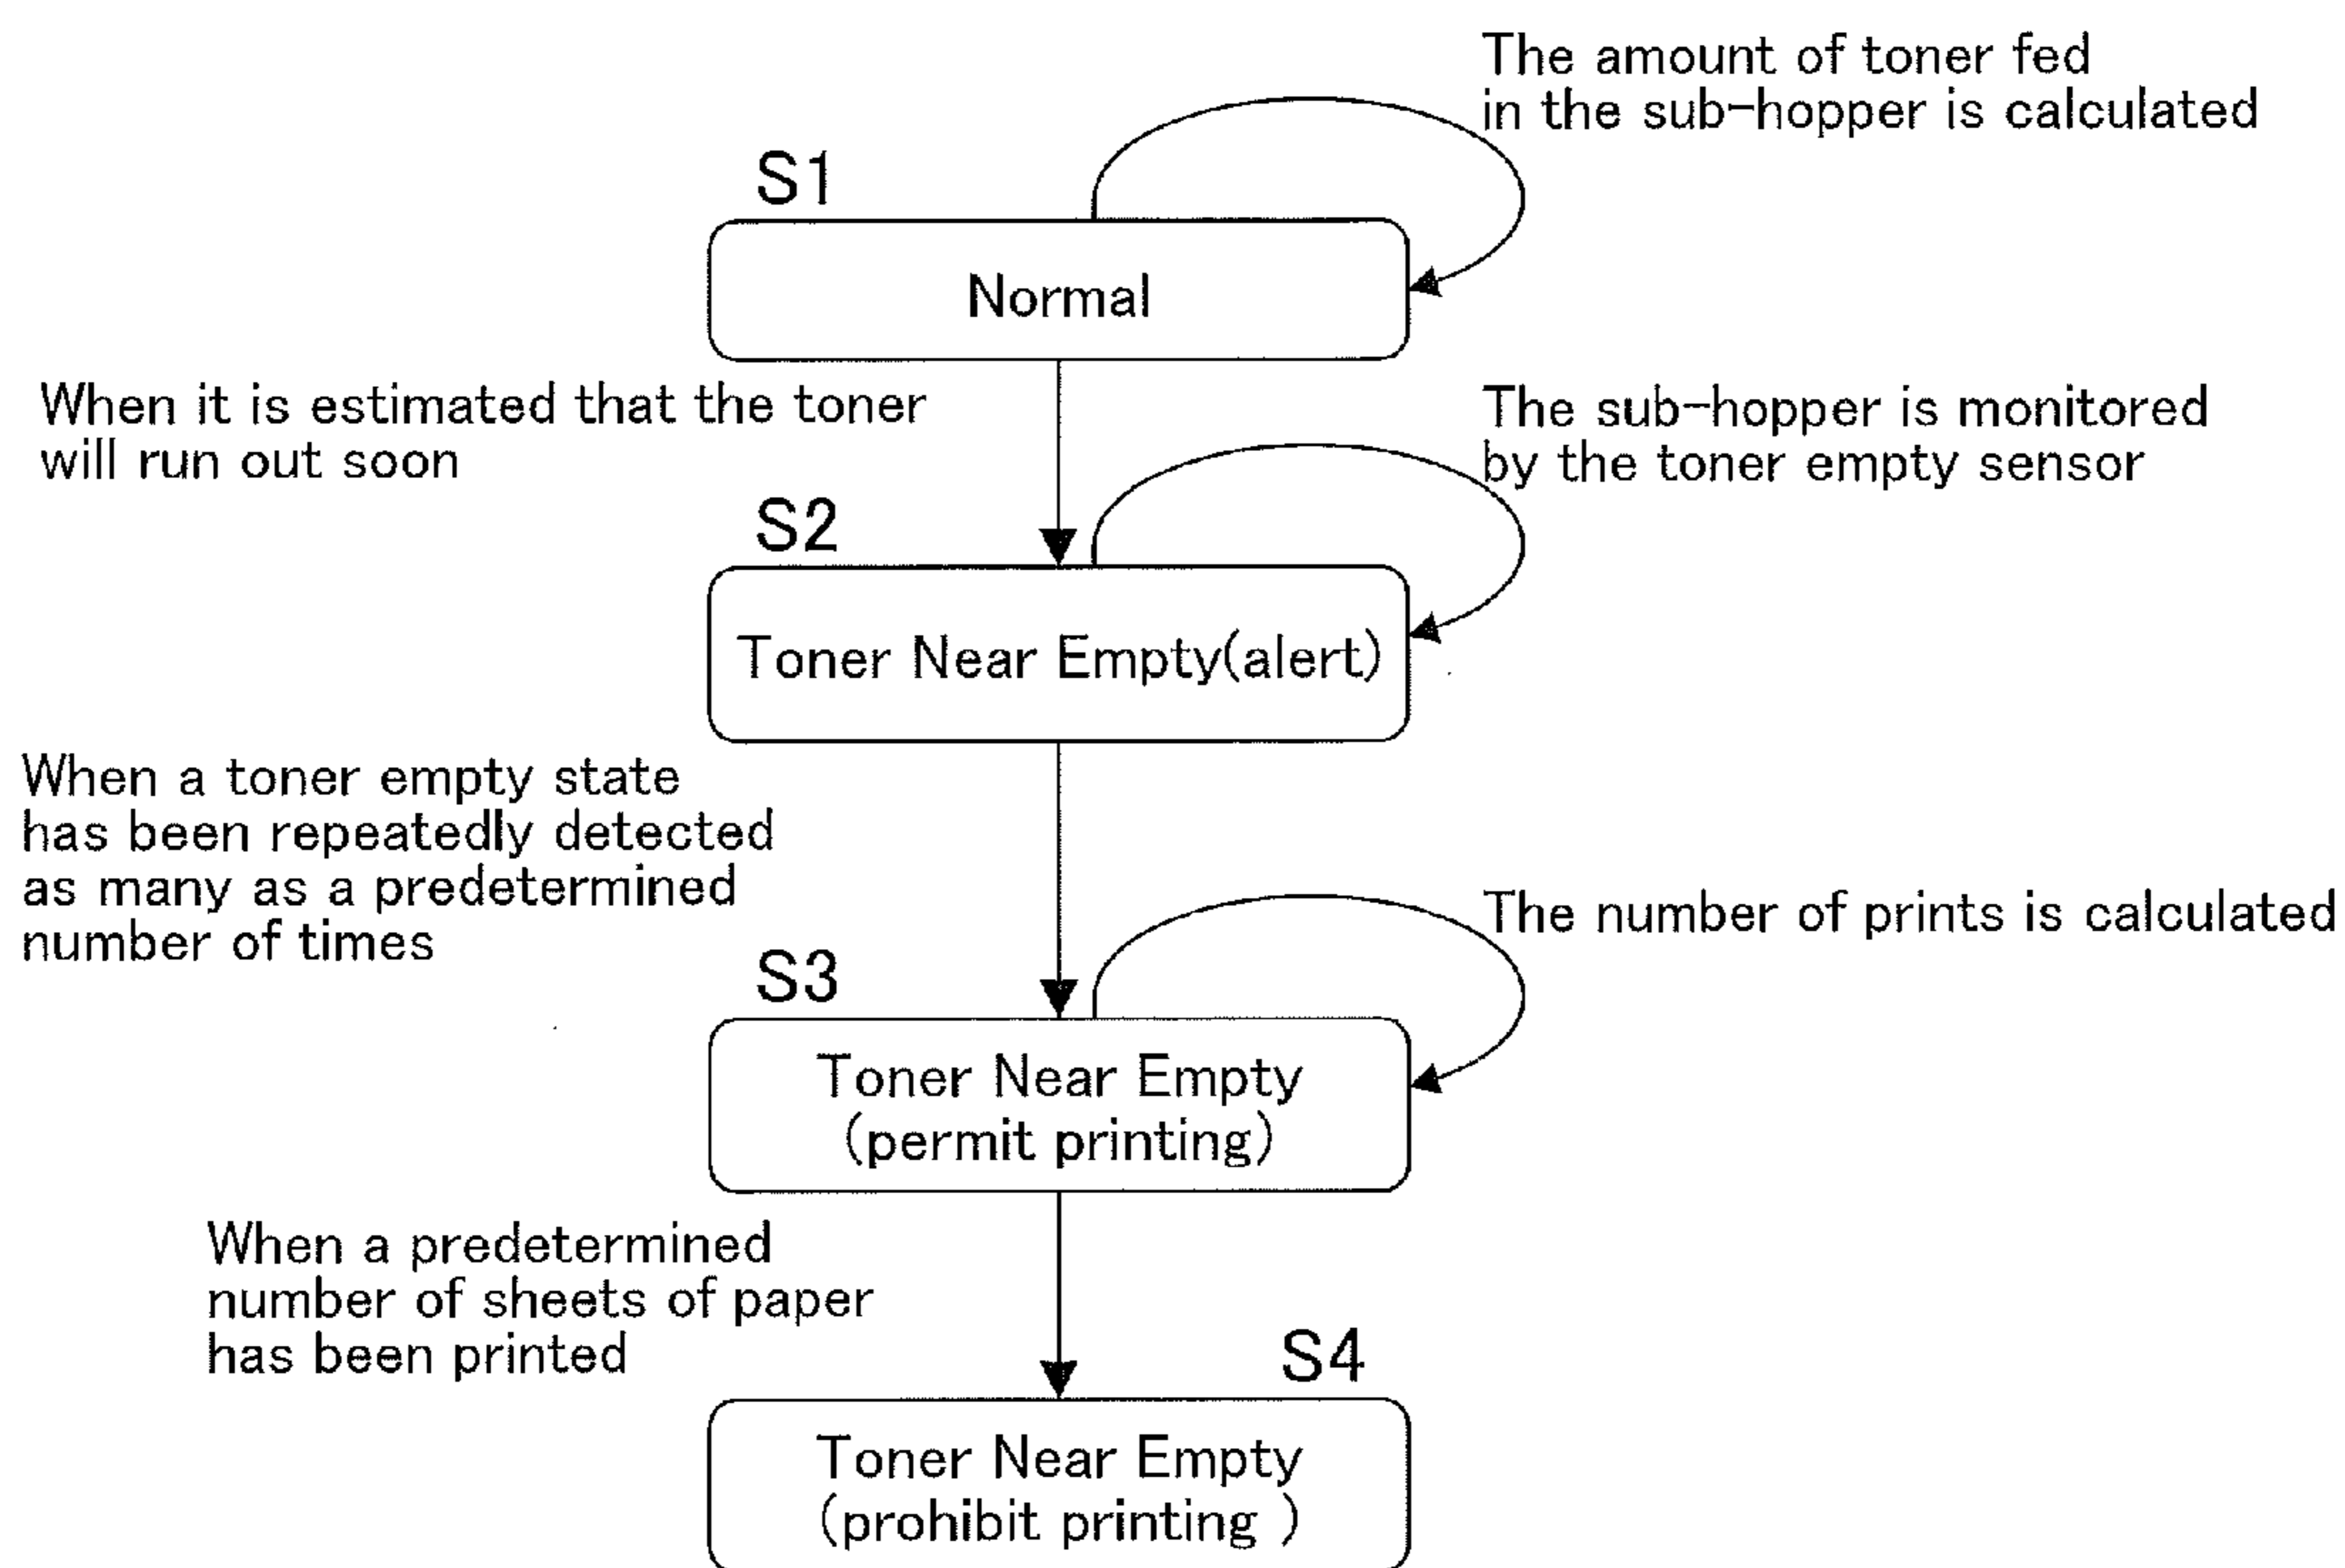 The amount of toner fed
in the sub-hopper is calculated
S1
Normal
When it is estimated that the toner
will run out soon
The sub-hopper is monitored
by the toner empty sensor
S2
Toner Near Empty(alert)
When a toner empty state
has been repeatedly detected
as many as a predetermined
number of times
The number of prints is calculated
S3
Toner Near Empty
(permit printing)
When a predetermined
number of sheets of paper
has been printed
S4
Toner Near Empty
(prohibit printing )